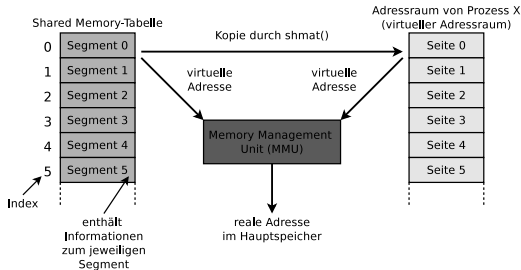 Shared Memory-Tabelle
Adressraum von Prozess X
(virtueller Adressraum)
0
Segment 0
Kopie durch shmat()
Seite 0
1
Segment 1
virtuelle
Adresse
virtuelle
Adresse
Seite 1
2
Segment 2
Seite 2
3
Segment 3
Memory Management
Unit (MMU)
Seite 3
4
Segment 4
Seite 4
5
Segment 5
Seite 5
Index
enthält
Informationen
zum jeweiligen
Segment
reale Adresse
im Hauptspeicher